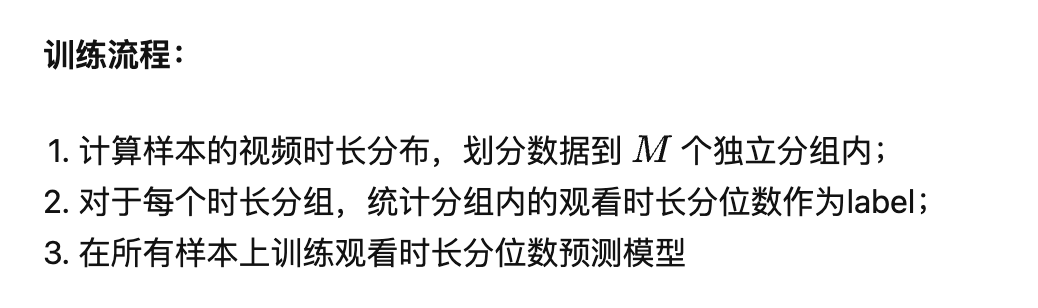 训练流程：
1. 计算样本的视频时长分布，划分数据到 M 个独立分组内；
2. 对于每个时长分组，统计分组内的观看时长分位数作为label；
3. 在所有样本上训练观看时长分位数预测模型